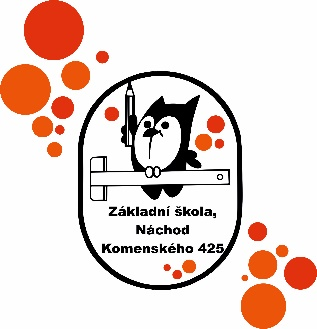 Základní škola,
Náchod
Komenského 425